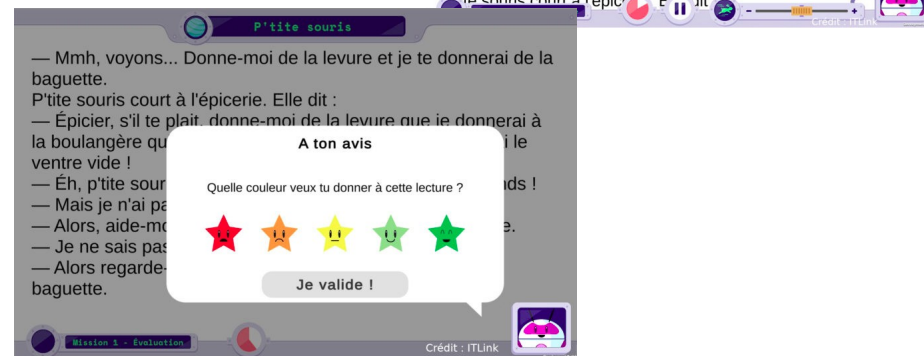 P'tite souris
— Mmh, voyons... Donne-moi de la levure et je te donnerai de la
baguette.
P'tite souris court à l'épicerie. Elle dit :
— Épicier, s'il te plait, donne-moi de la levure que je donnerai à
la boulangère qu
i le
ventre vide !
— Éh, p'tite sour
nds !
— Mais je n'ai pa
— Alors, aide-mo
e.
— Je ne sais pas
— Alors regarde-
baguette.
A ton avis
Quelle couleur veux tu donner à cette lecture ?
Je valide !
Mission 1 - Évaluation
Crédit : ITLink
Crédit : ITLink